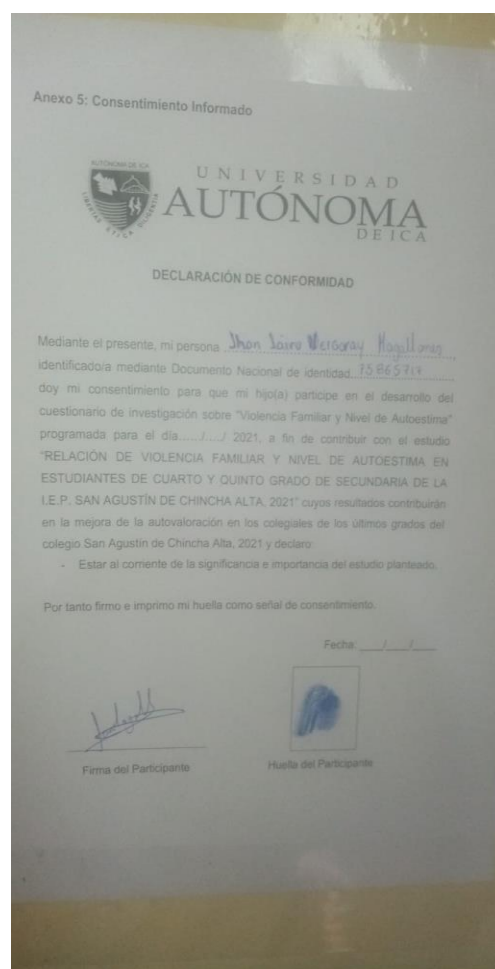 Anexo 5: Consentimiento Informado
AUTÓNOMA DE ICA
UNIVERSIDAD
AUTÓNOMA
DE ICA
DECLARACIÓN DE CONFORMIDAD
Mediante el presente, mi persona Jhon Jairo Magallanes
identificado/a mediante Documento Nacional de identidad
doy mi consentimiento para que mi hijo(a) participe en el desarrollo del
cuestionario de investigación sobre "Violencia Familiar y Nivel de Autoestima"
programada para el día....../...../ 2021, a fin de contribuir con el estudio
"RELACIÓN DE VIOLENCIA FAMILIAR Y NIVEL DE AUTOESTIMA EN
ESTUDIANTES DE CUARTO Y QUINTO GRADO DE SECUNDARIA DE LA
I.E.P. SAN AGUSTÍN DE CHINCHA ALTA, 2021" cuyos resultados contribuirán
en la mejora de la autovaloración en los colegiales de los últimos grados del
colegio San Agustín de Chincha Alta, 2021 y declaro:
- Estar al corriente de la significancia e importancia del estudio planteado.
Por tanto firmo e imprimo mi huella como señal de consentimiento.
Fecha: ____/____/____
Firma del Participante
Huella del Participante